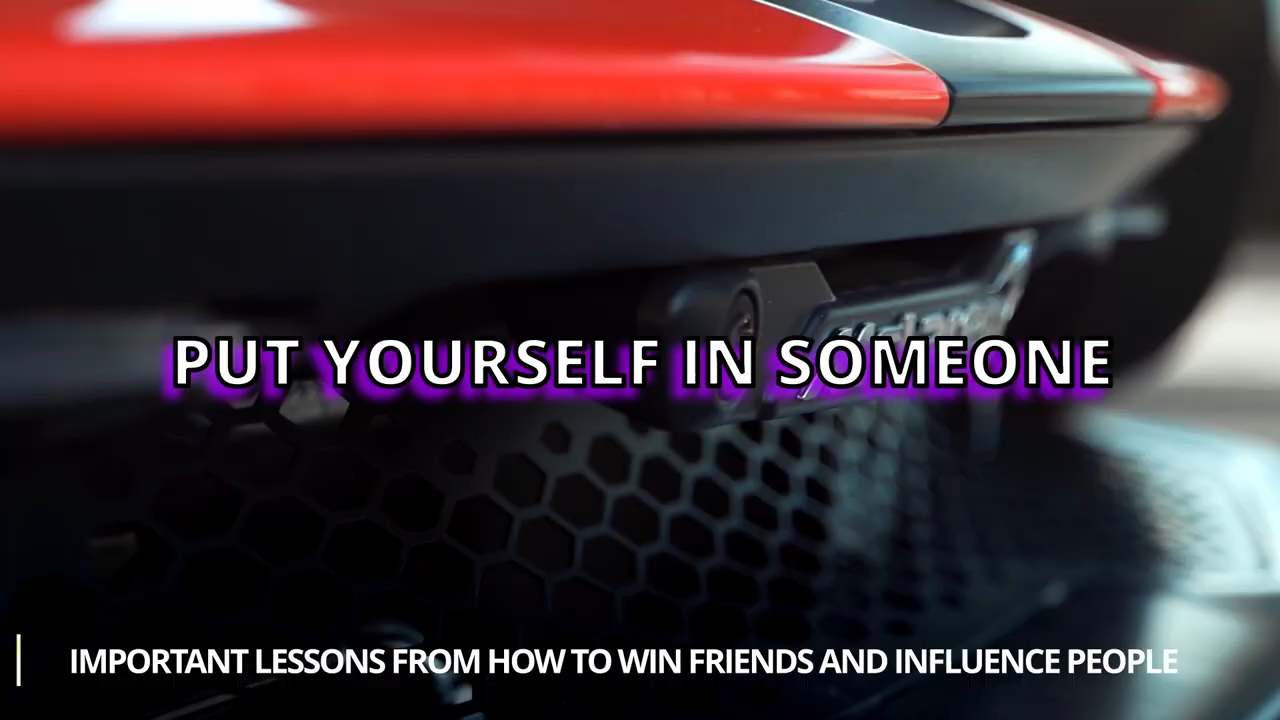 PUT YOURSELF IN SOMEONE
IMPORTANT LESSONS FROM HOW TO WIN FRIENDS AND INFLUENCE PEOPLE